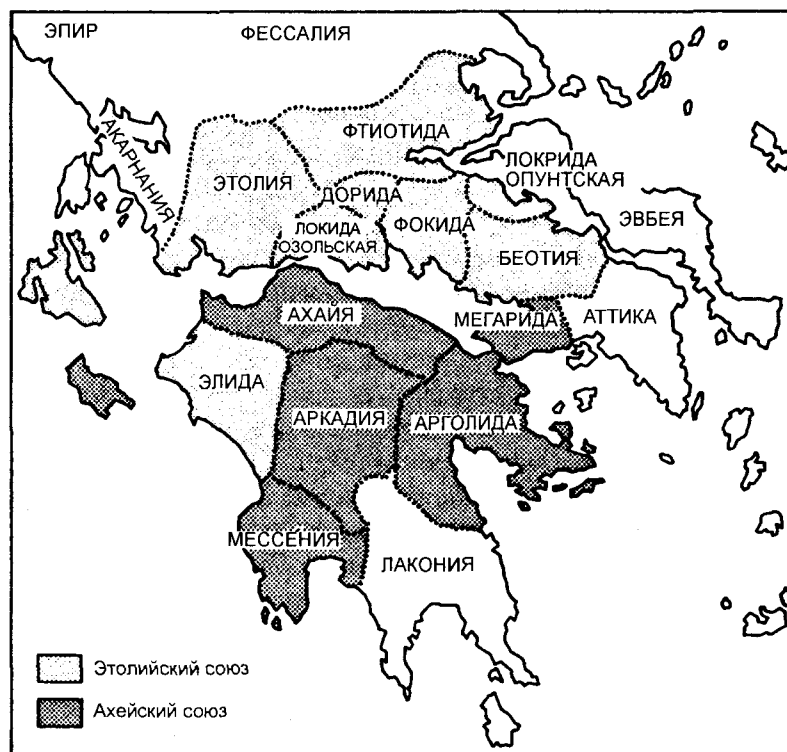 ЭПИР
ФЕССАЛИЯ
АКАРНАНИЯ
ФТИОТИДА
ЭТОЛИЯ
ДОРИДА
ЛОКРИДА
ОПУНТСКАЯ
ЛОКИДА
ОЗОЛЬСКАЯ
ФОКИДА
ЭВБЕЯ
БЕОТИЯ
АХАЙЯ
МЕГАРИДА
АТТИКА
ЭЛИДА
АРКАДИЯ
АРГОЛИДА
МЕССЕНИЯ
ЛАКОНИЯ
Этолийский союз
Ахейский союз